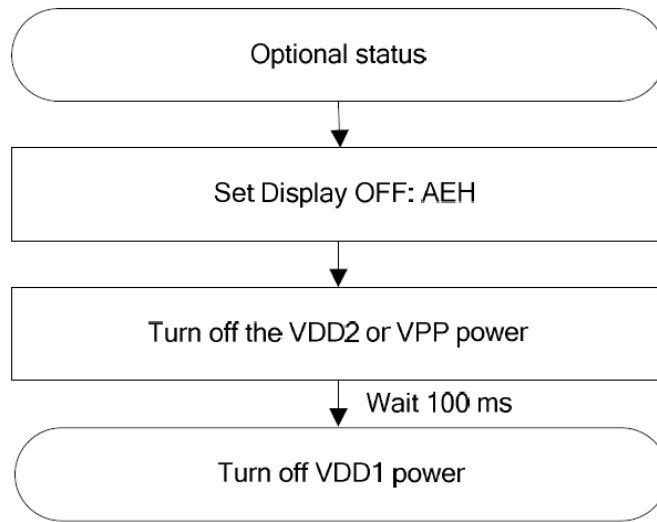 Optional status
Set Display OFF: AEH
Turn off the VDD2 or VPP power
Wait 100 ms
Turn off VDD1 power